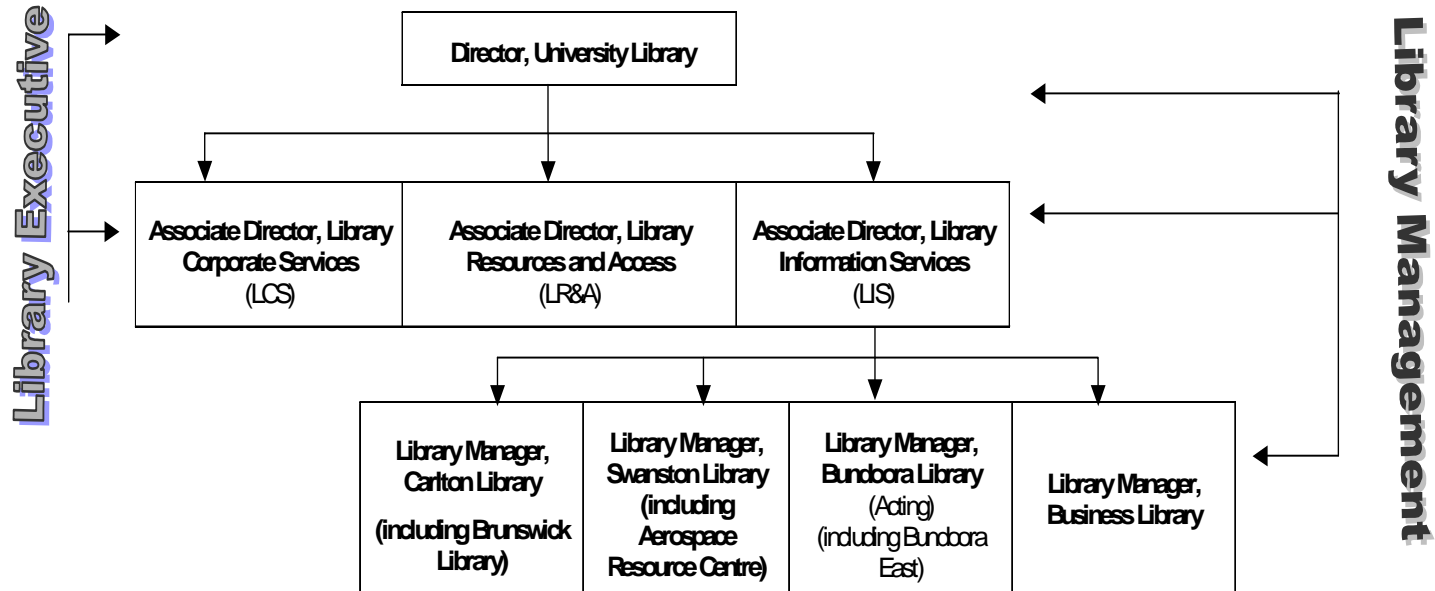 Library Executive
Director, University Library
Library Management
Associate Director, Library
Corporate Services
(LCS)
Associate Director, Library
Resources and Access
(LR&A)
Associate Director, Library
Information Services
(LIS)
Library Manager,
Carlton Library
(including Brunswick
Library)
Library Manager,
Swanston Library
(including
Aerospace
Resource Centre)
Library Manager,
Bundoora Library
(Acting)
(including Bundoora
East)
Library Manager,
Business Library